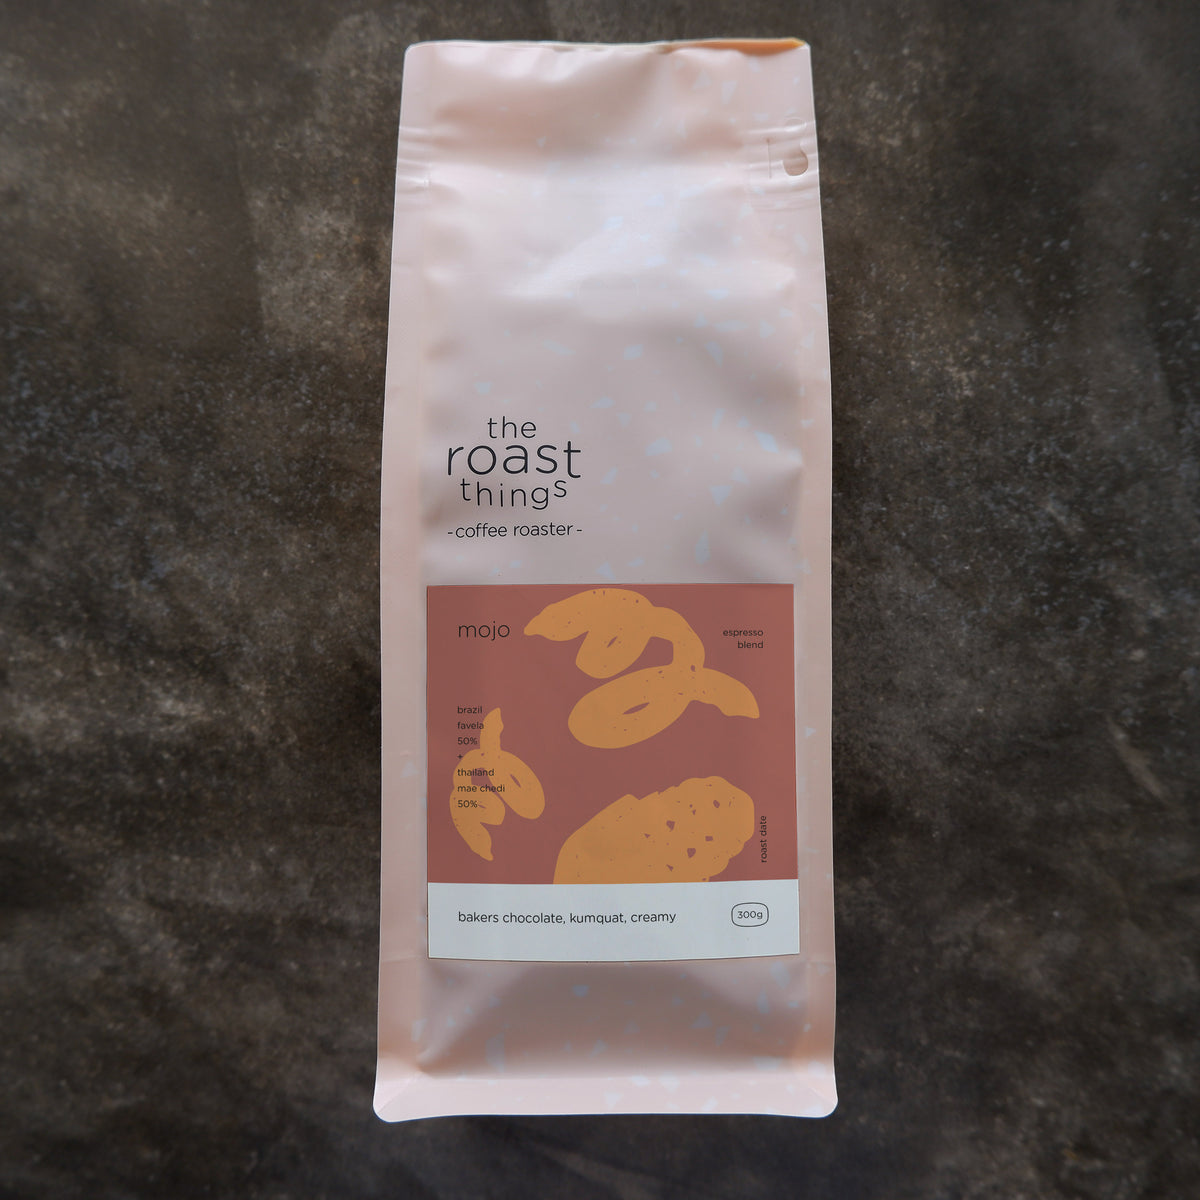 the
roast
things
-coffee roaster-
mojo
espresso
blend
brazil
favela
50%
+
thailand
mae chedi
50%
roast date
bakers chocolate, kumquat, creamy
300g